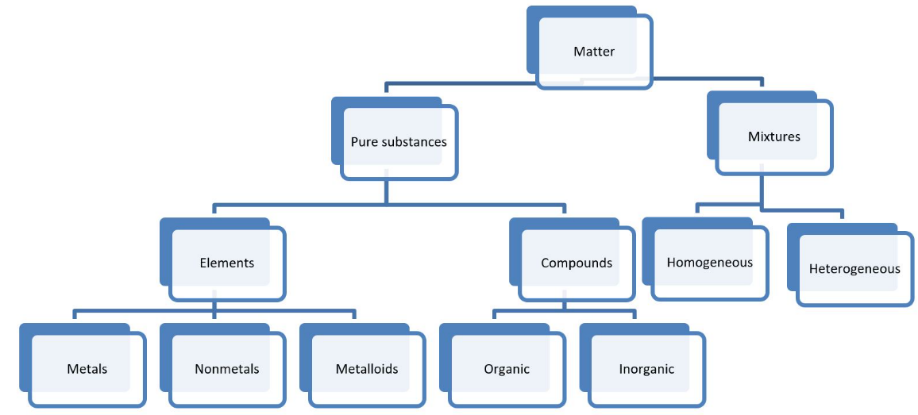 Matter
Pure substances
Mixtures
Elements
Compounds
Homogeneous
Heterogeneous
Metals
Nonmetals
Metalloids
Organic
Inorganic